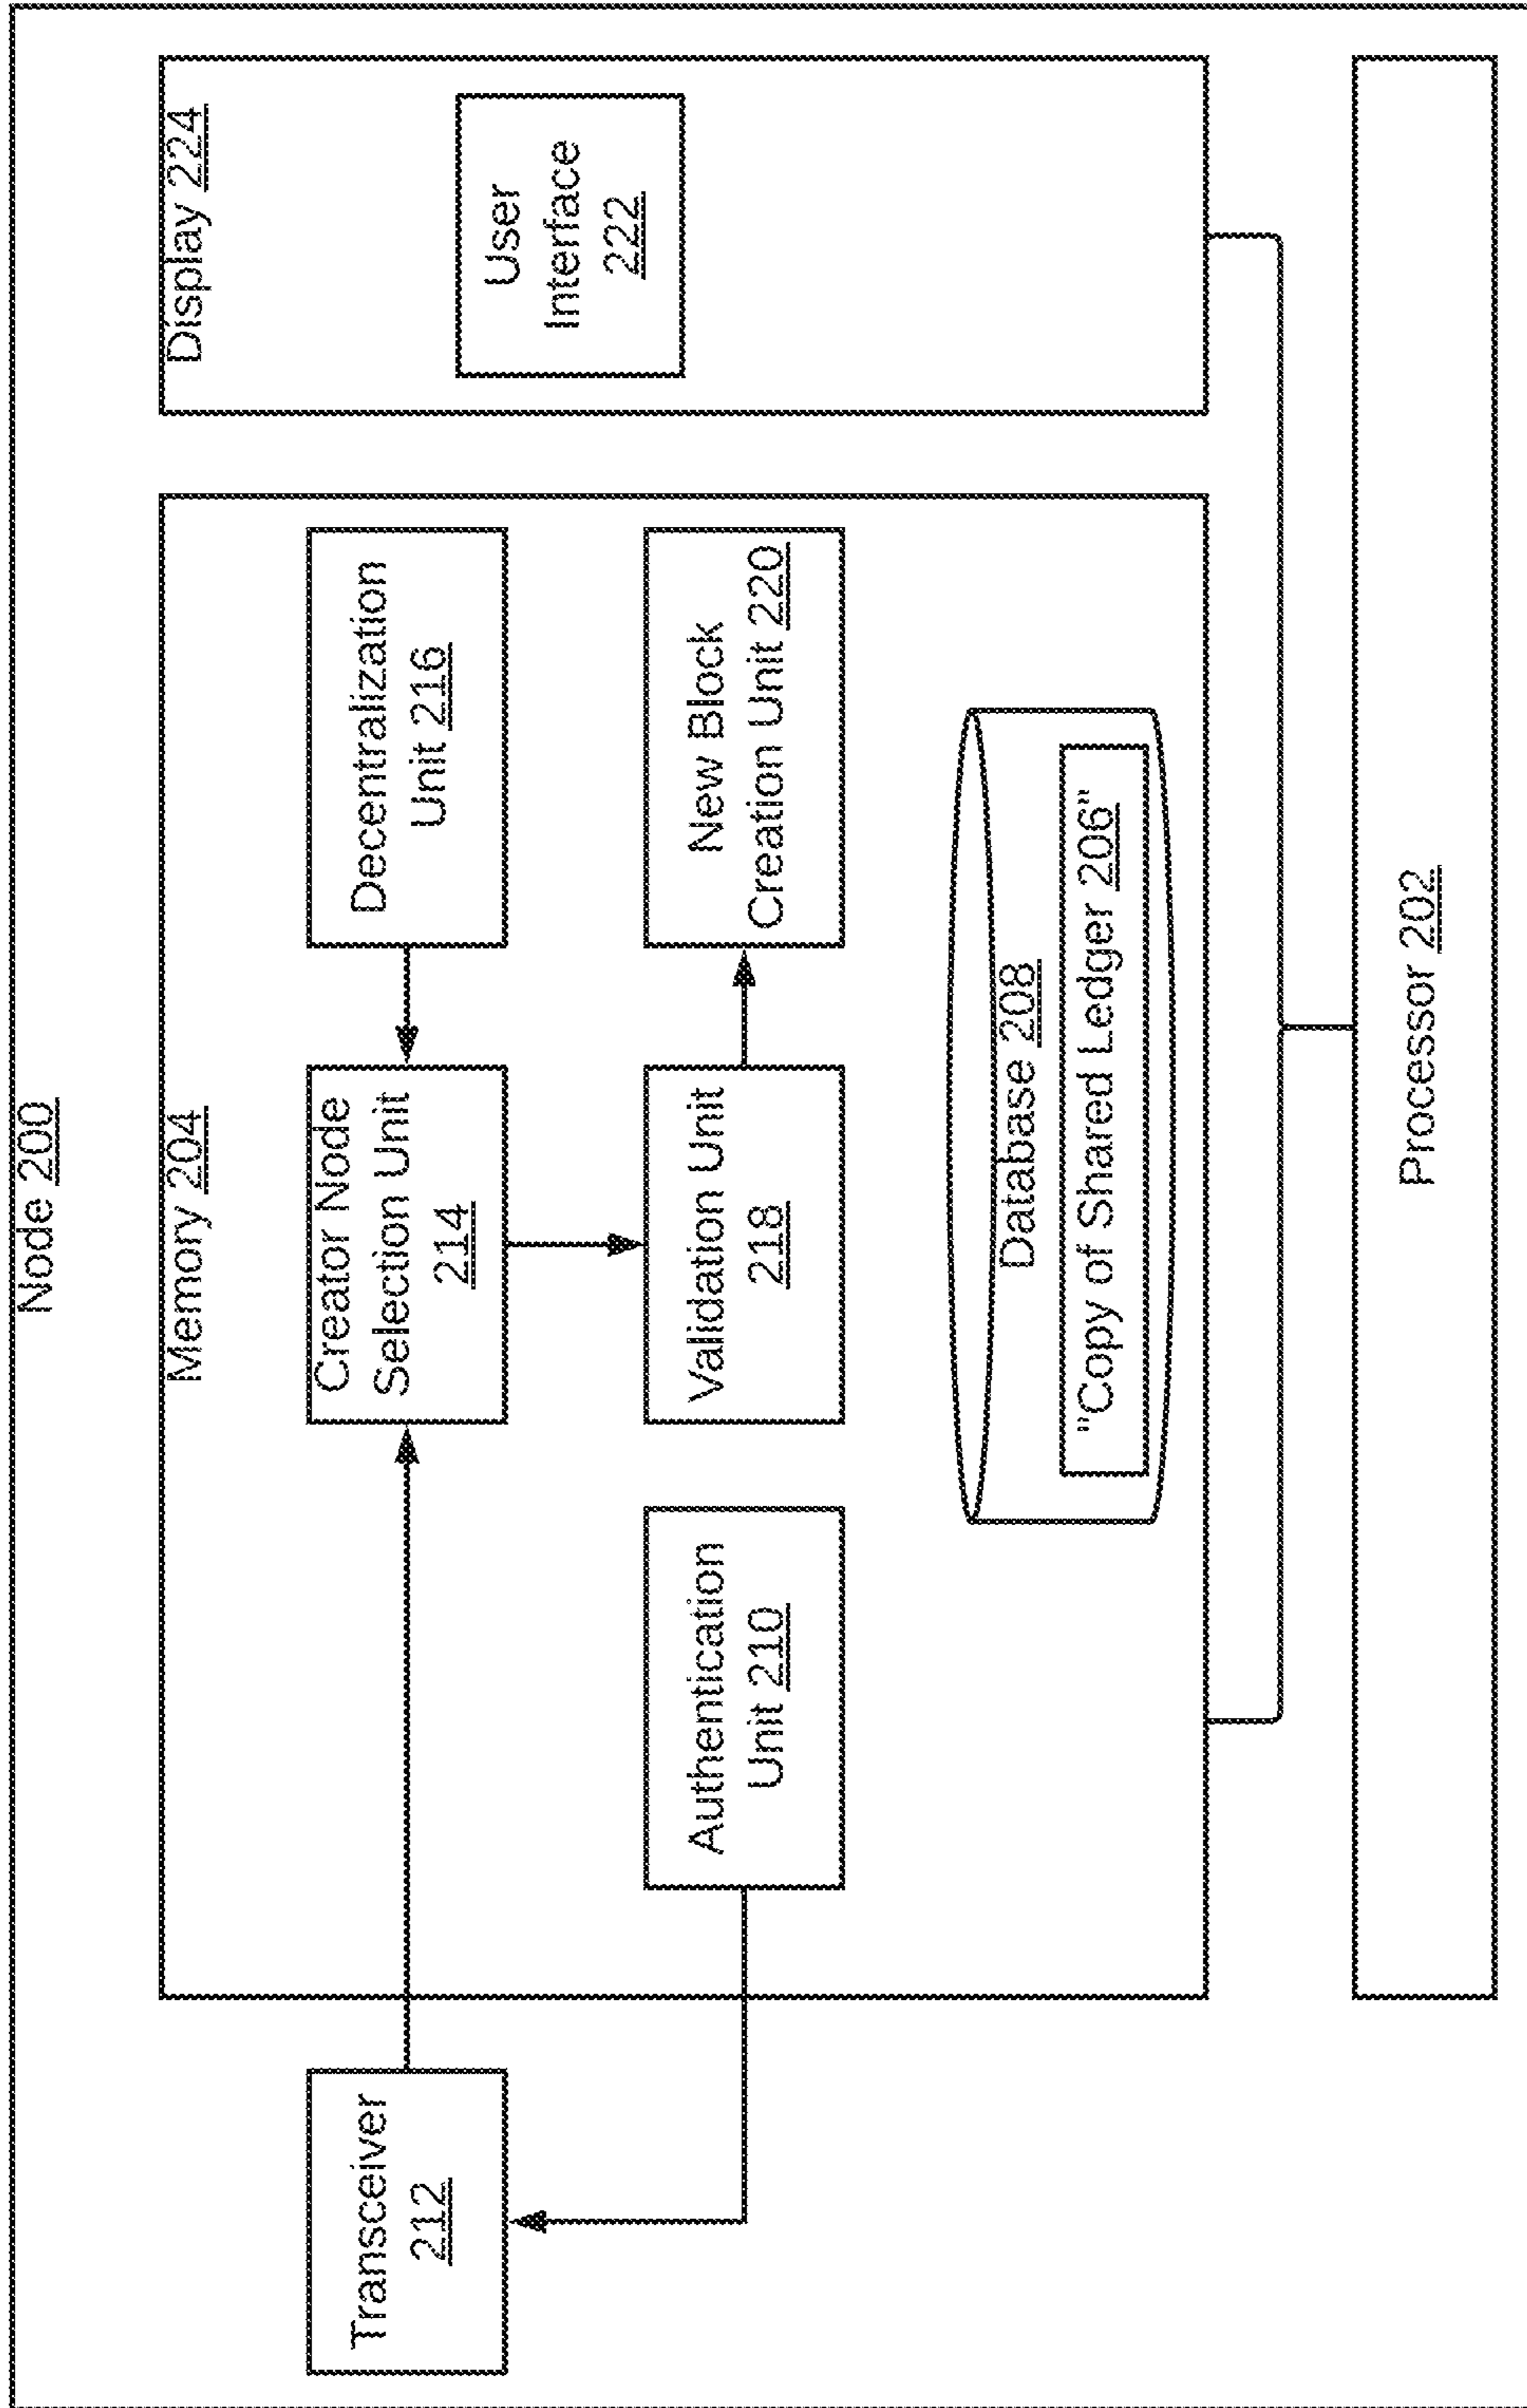 Node 200
Memory 204
Display 224
Transceiver
212
Creator Node
Selection Unit
214
Decentralization
Unit 216
User
Interface
222
Authentication
Unit 210
Validation Unit
218
New Block
Creation Unit 220
Database 208
"Copy of Shared Ledger 206"
Processor 202